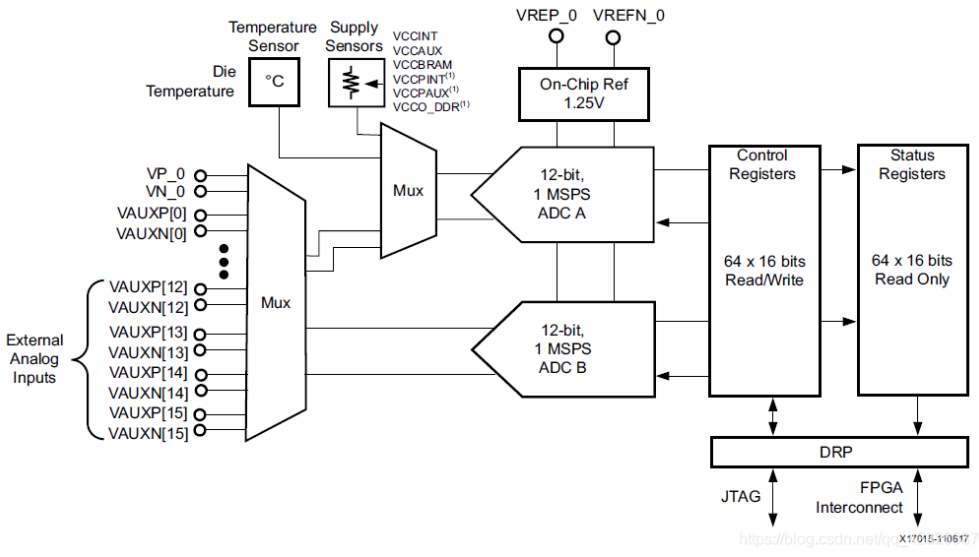 VREP_0 VREFN_0
Temperature
Sensor
Supply
Sensors
VCCINT
VCCAUX
VCCBRAM
VCCPINT(1)
VCCPAUX(1)
VCCO_DDR(1)
Die
Temperature
°C
On-Chip Ref
1.25V
VP_0
VN_0
VAUXP[0]
VAUXN[0]
VAUXP[12]
VAUXN[12]
VAUXP[13]
VAUXN[13]
VAUXP[14]
VAUXN[14]
VAUXP[15]
VAUXN[15]
External
Analog
Inputs
Mux
Mux
12-bit,
1 MSPS
ADC A
12-bit,
1 MSPS
ADC B
Control
Registers
64 x 16 bits
Read/Write
Status
Registers
64 x 16 bits
Read Only
DRP
JTAG
FPGA
Interconnect
X17015-110817